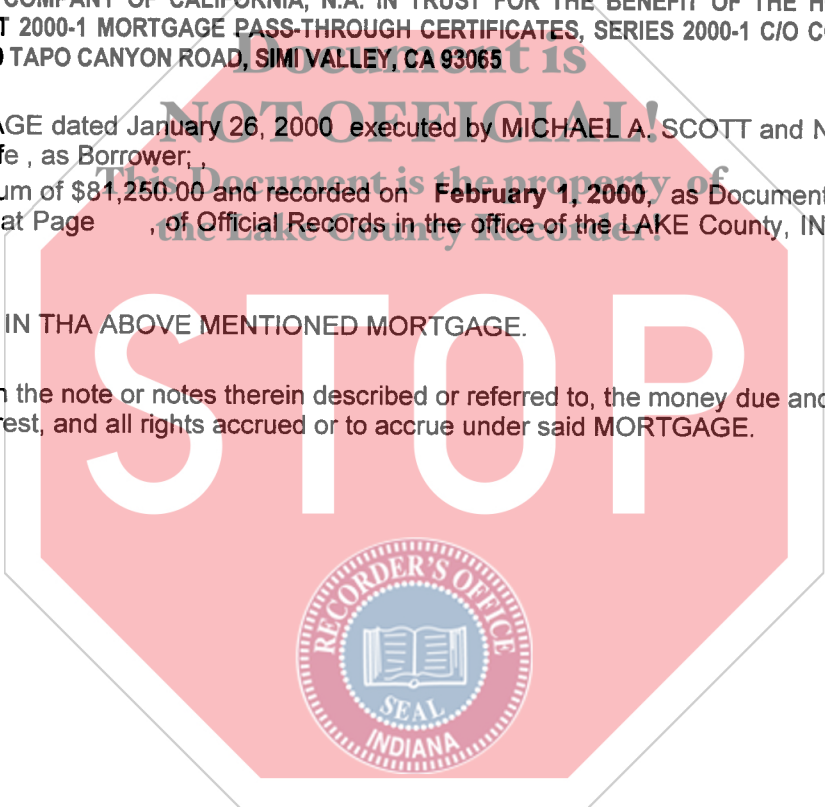 COMPANY OF CALIFORNIA, N.A. IN TRUST FOR THE BENEFIT OF THE H
T 2000-1 MORTGAGE PASS-THROUGH CERTIFICATES, SERIES 2000-1 C/O CO
TAPO CANYON ROAD, SIMI VALLEY, CA 93065
Document is
NOT OFFICIAL!
This Document is the property of
the Lake County Recorder!
AGE dated January 26, 2000 executed by MICHAEL A. SCOTT and N
fe , as Borrower; ,
um of $81,250.00 and recorded on February 1, 2000, as Document
at Page , of Official Records in the office of the LAKE County, IN
IN THA ABOVE MENTIONED MORTGAGE.
n the note or notes therein described or referred to, the money due and
rest, and all rights accrued or to accrue under said MORTGAGE.
STOP
RECORDER'S OFFICE
SEAL
INDIANA